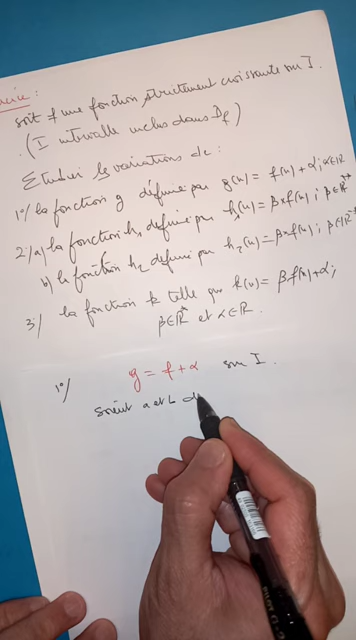 Exercice :
soit f une fonction strictement croissante sur I.
(I intervalle inclus dans Df)
Etudier les variations de :
1°/ la fonction g définie par g(x) = f(x) + α ; α∈ℝ
2°/ a) la fonction h₁ définie par h₁(x) = β×f(x) ; β∈ℝ*⁺
b) la fonction h₂ définie par h₂(x) = β×f(x) ; β∈ℝ*⁻
3°/ la fonction k telle que k(x) = β.f(x)+α ;
β∈ℝ* et α∈ℝ.
1°/ g = f + α sur I.
Soient a et b d